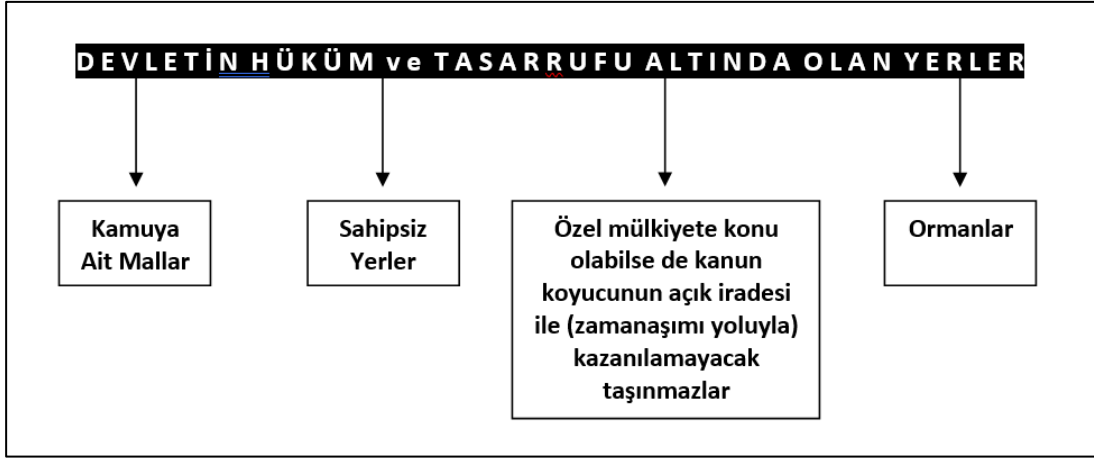 DEVLETİN HÜKÜM ve TASARRUFU ALTINDA OLAN YERLER
Kamuya
Ait Mallar
Sahipsiz
Yerler
Özel mülkiyete konu
olabilse de kanun
koyucunun açık iradesi
ile (zamanaşımı yoluyla)
kazanılamayacak
taşınmazlar
Ormanlar